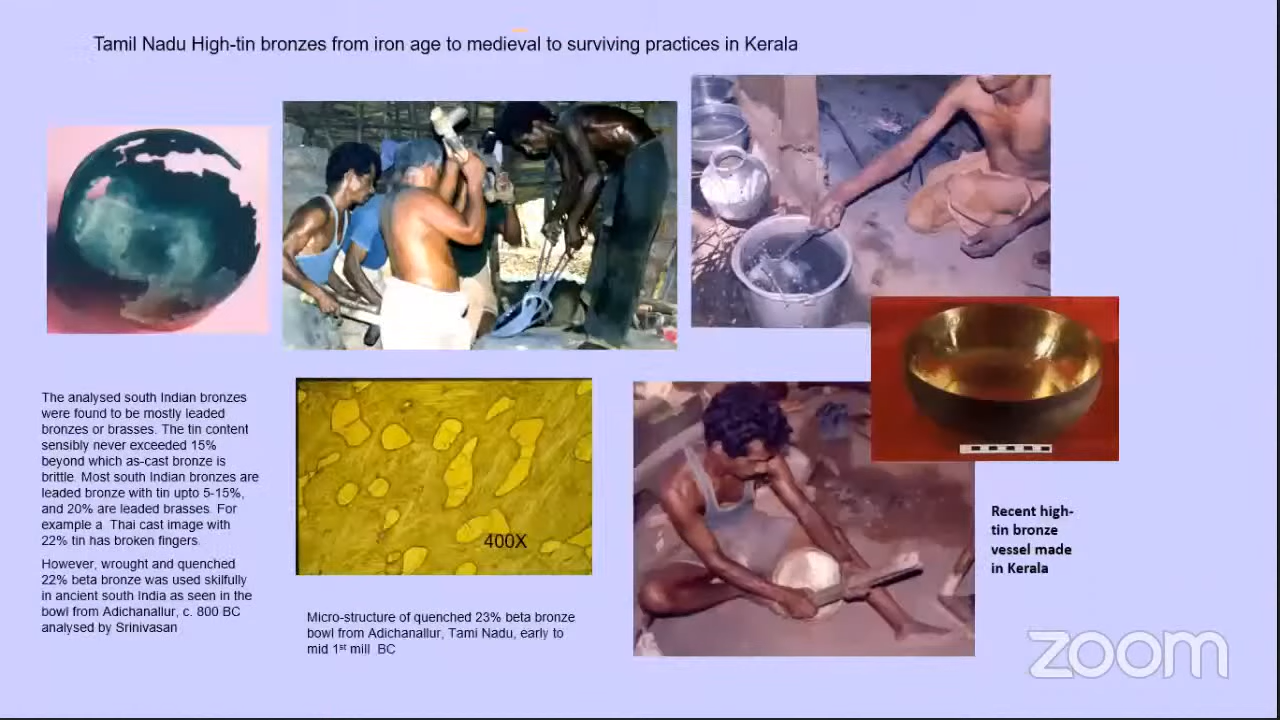 Tamil Nadu High-tin bronzes from iron age to medieval to surviving practices in Kerala
The analysed south Indian bronzes
were found to be mostly leaded
bronzes or brasses. The tin content
sensibly never exceeded 15%
beyond which as-cast bronze is
brittle. Most south Indian bronzes are
leaded bronze with tin upto 5-15%,
and 20% are leaded brasses. For
example a Thai cast image with
22% tin has broken fingers.
However, wrought and quenched
22% beta bronze was used skilfully
in ancient south India as seen in the
bowl from Adichanallur, c. 800 BC
analysed by Srinivasan
400X
Micro-structure of quenched 23% beta bronze
bowl from Adichanallur, Tami Nadu, early to
mid 1st mill BC
Recent high-
tin bronze
vessel made
in Kerala
zoom